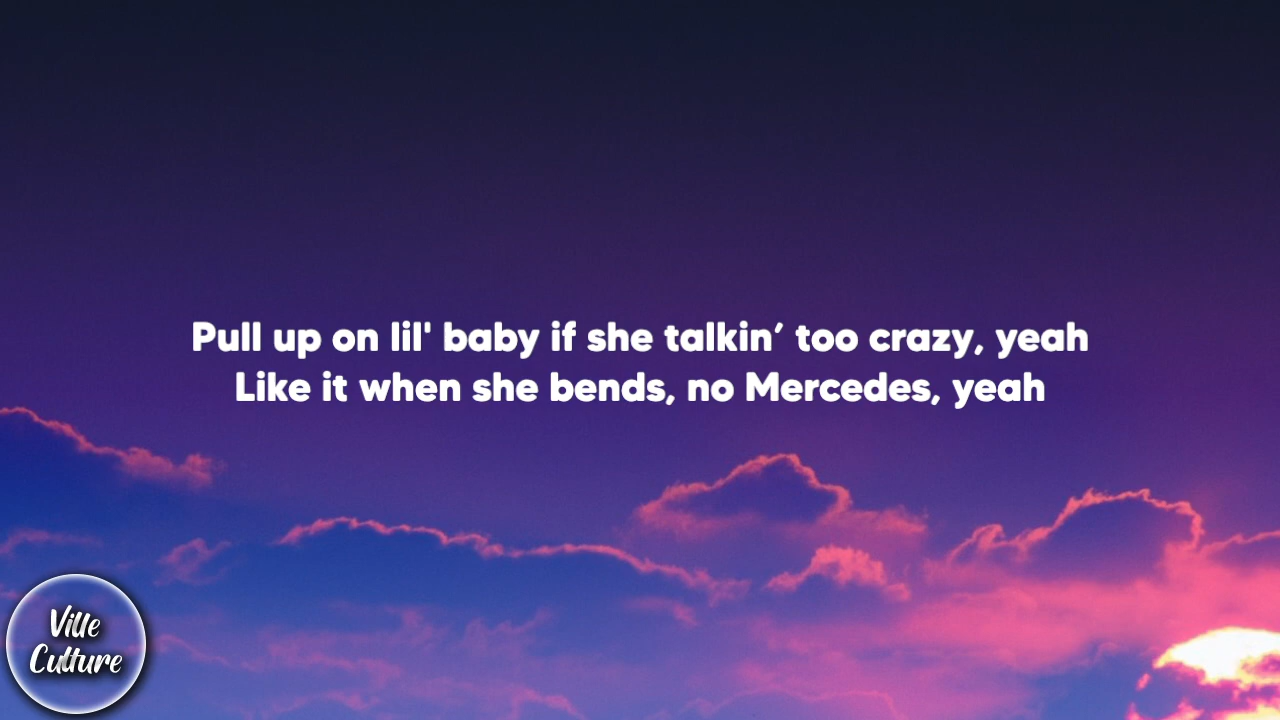 Pull up on lil' baby if she talkin’ too crazy, yeah
Like it when she bends, no Mercedes, yeah
Ville
Culture